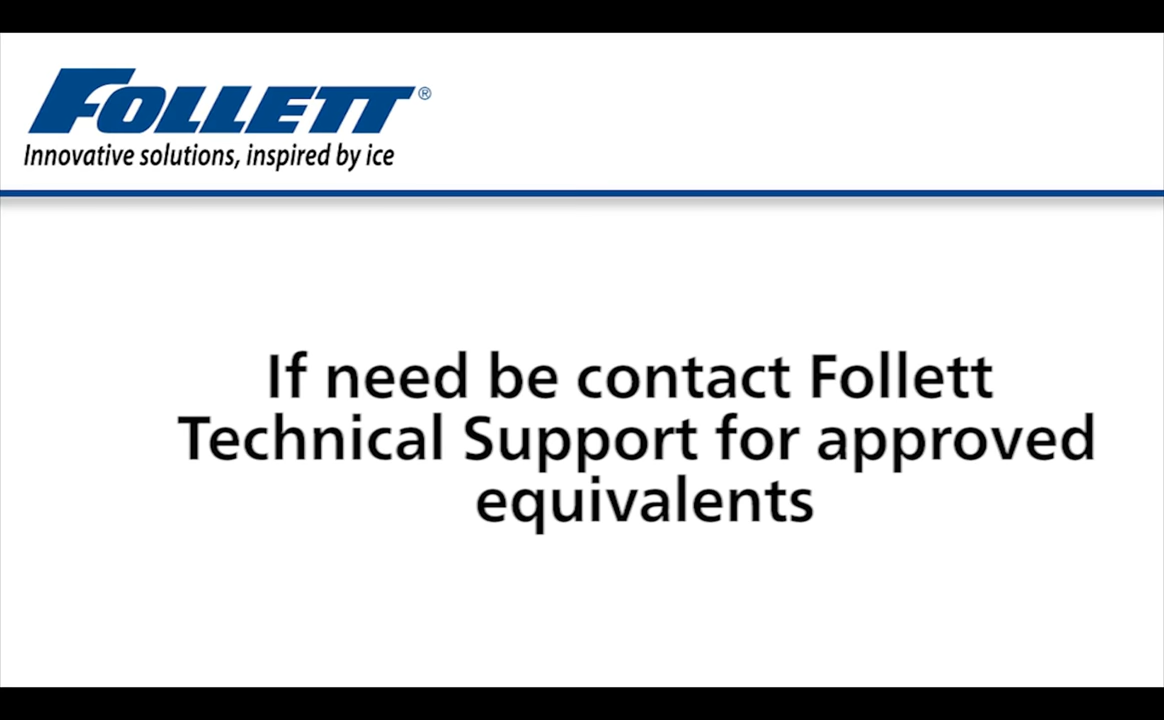 FOLLETT®
Innovative solutions, inspired by ice
If need be contact Follett
Technical Support for approved
equivalents